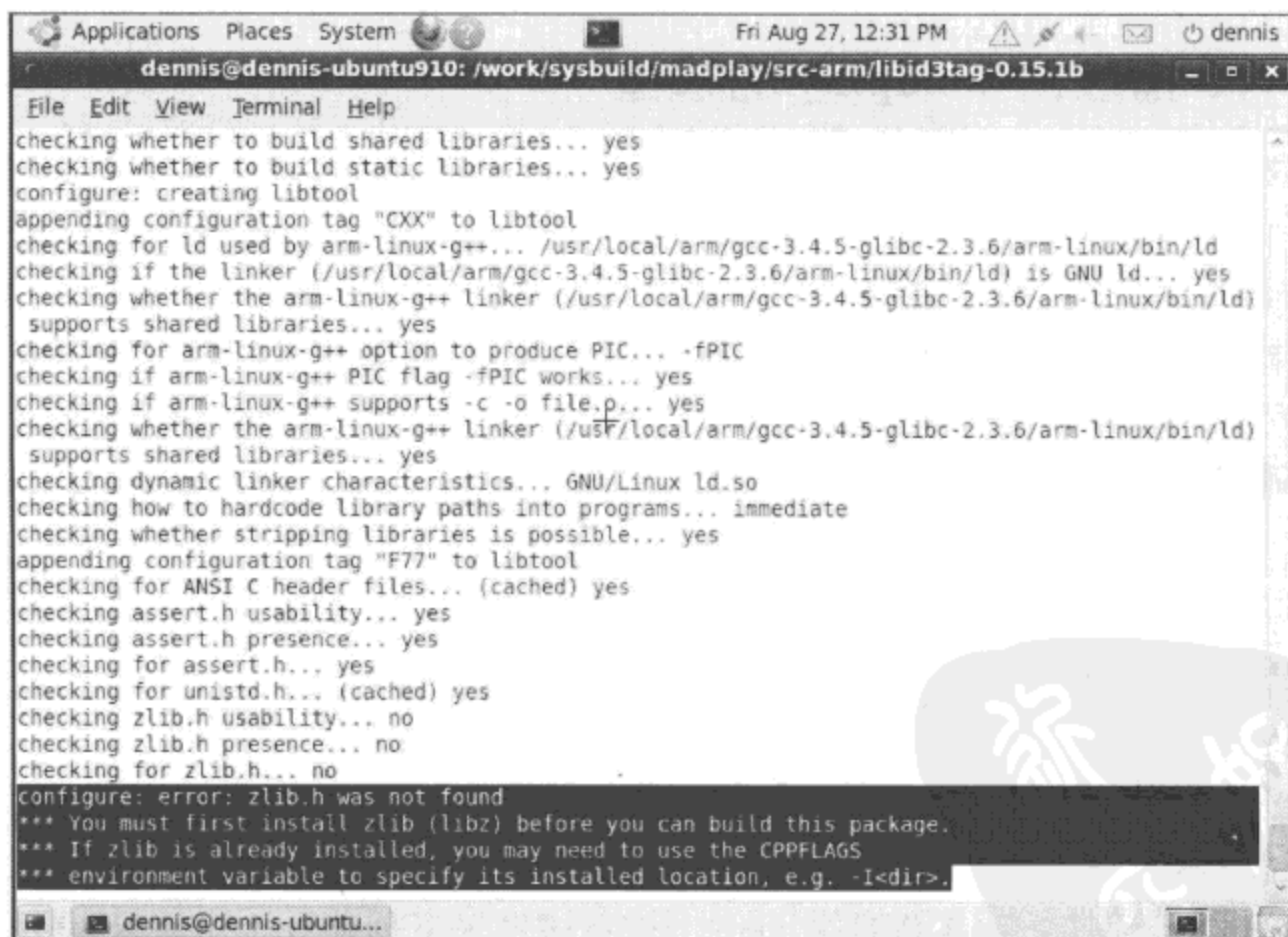 Applications Places System Fri Aug 27, 12:31 PM dennis
dennis@dennis-ubuntu910: /work/sysbuild/madplay/src-arm/libid3tag-0.15.1b
File Edit View Terminal Help
checking whether to build shared libraries... yes
checking whether to build static libraries... yes
configure: creating libtool
appending configuration tag "CXX" to libtool
checking for ld used by arm-linux-g++... /usr/local/arm/gcc-3.4.5-glibc-2.3.6/arm-linux/bin/ld
checking if the linker (/usr/local/arm/gcc-3.4.5-glibc-2.3.6/arm-linux/bin/ld) is GNU ld... yes
checking whether the arm-linux-g++ linker (/usr/local/arm/gcc-3.4.5-glibc-2.3.6/arm-linux/bin/ld)
 supports shared libraries... yes
checking for arm-linux-g++ option to produce PIC... -fPIC
checking if arm-linux-g++ PIC flag -fPIC works... yes
checking if arm-linux-g++ supports -c -o file.o... yes
checking whether the arm-linux-g++ linker (/usr/local/arm/gcc-3.4.5-glibc-2.3.6/arm-linux/bin/ld)
 supports shared libraries... yes
checking dynamic linker characteristics... GNU/Linux ld.so
checking how to hardcode library paths into programs... immediate
checking whether stripping libraries is possible... yes
appending configuration tag "F77" to libtool
checking for ANSI C header files... (cached) yes
checking assert.h usability... yes
checking assert.h presence... yes
checking for assert.h... yes
checking for unistd.h... (cached) yes
checking zlib.h usability... no
checking zlib.h presence... no
checking for zlib.h... no
configure: error: zlib.h was not found
*** You must first install zlib (libz) before you can build this package.
*** If zlib is already installed, you may need to use the CPPFLAGS
*** environment variable to specify its installed location, e.g. -I<dir>.
dennis@dennis-ubuntu...